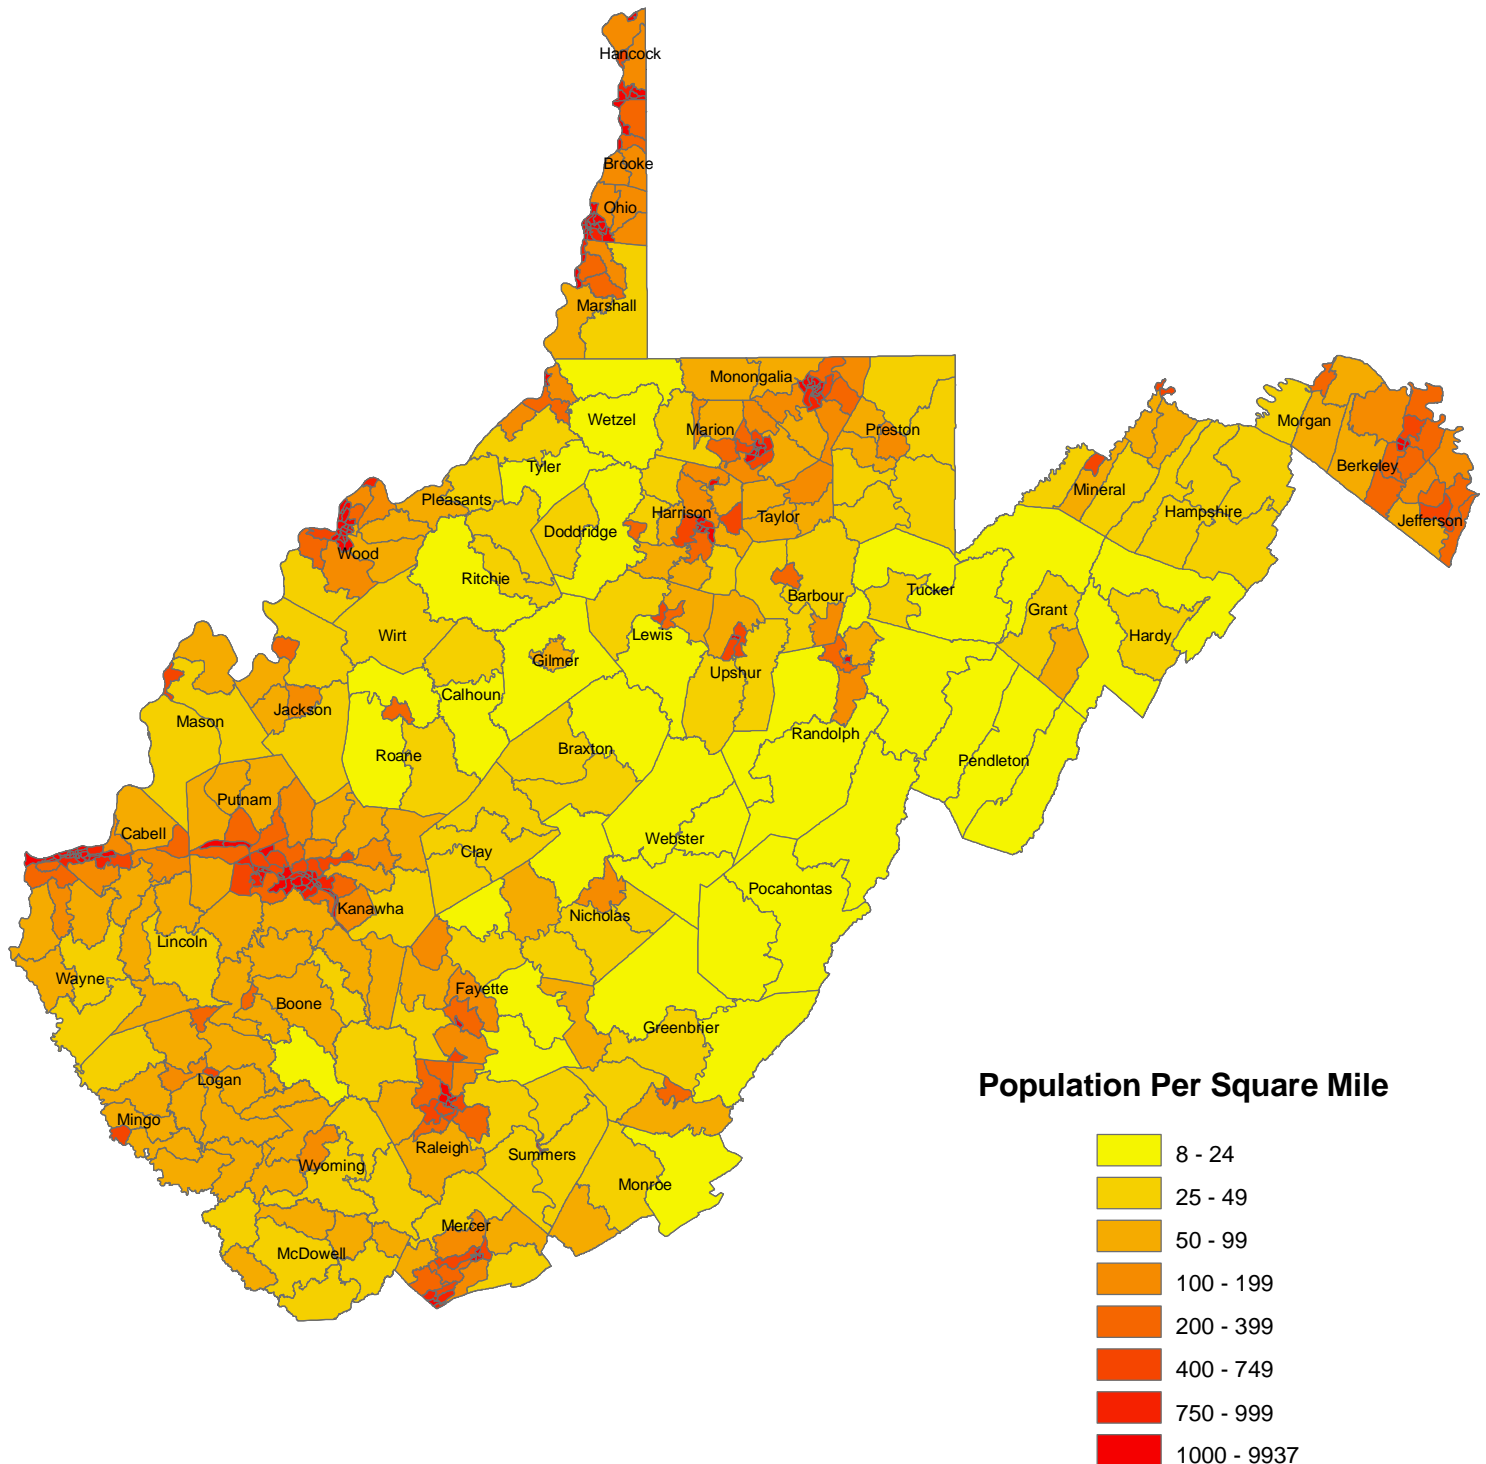 Hancock
Brooke
Ohio
Marshall
Monongalia
Wetzel
Marion
Preston
Morgan
Tyler
Berkeley
Pleasants
Mineral
Harrison
Taylor
Hampshire
Jefferson
Doddridge
Wood
Ritchie
Tucker
Barbour
Grant
Wirt
Lewis
Hardy
Gilmer
Upshur
Calhoun
Jackson
Mason
Randolph
Braxton
Roane
Pendleton
Putnam
Cabell
Webster
Clay
Pocahontas
Kanawha
Nicholas
Lincoln
Wayne
Fayette
Boone
Greenbrier
Logan
Population Per Square Mile
Mingo
Raleigh
Summers
8 - 24
Wyoming
Monroe
25 - 49
Mercer
50 - 99
McDowell
100 - 199
200 - 399
400 - 749
750 - 999
1000 - 9937